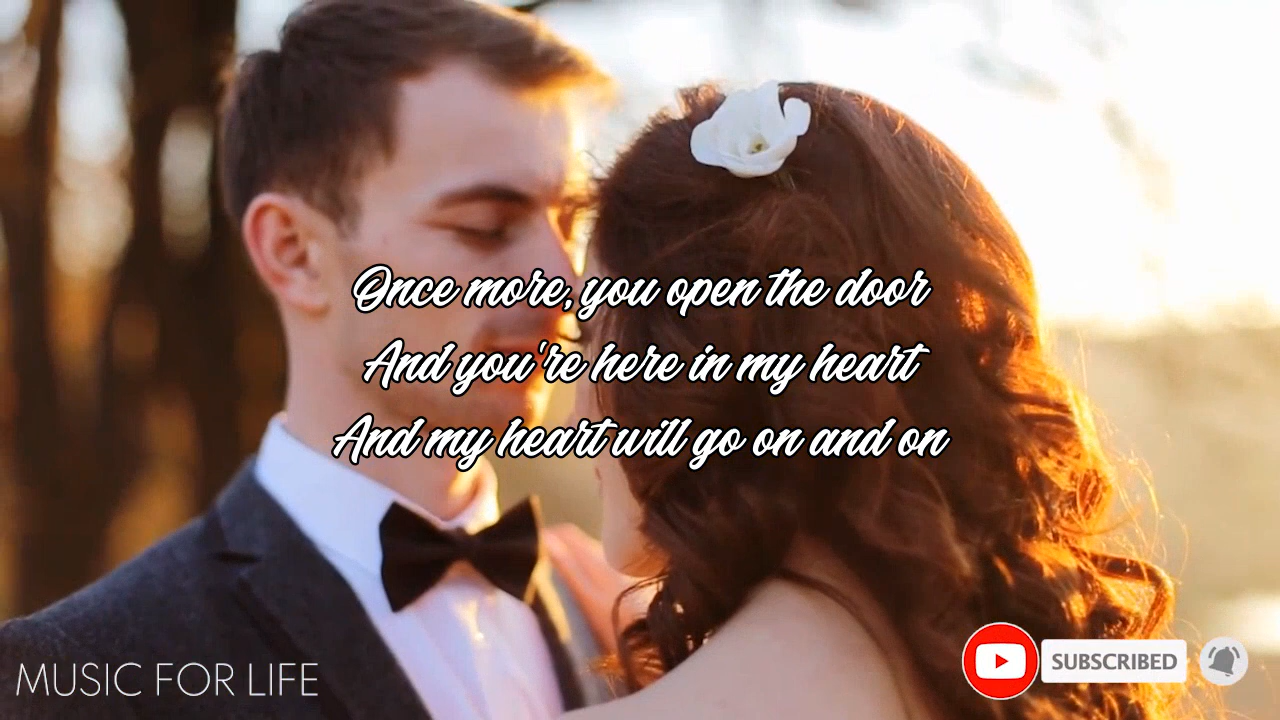 Once more, you open the door
And you're here in my heart
And my heart will go on and on
MUSIC FOR LIFE
SUBSCRIBED